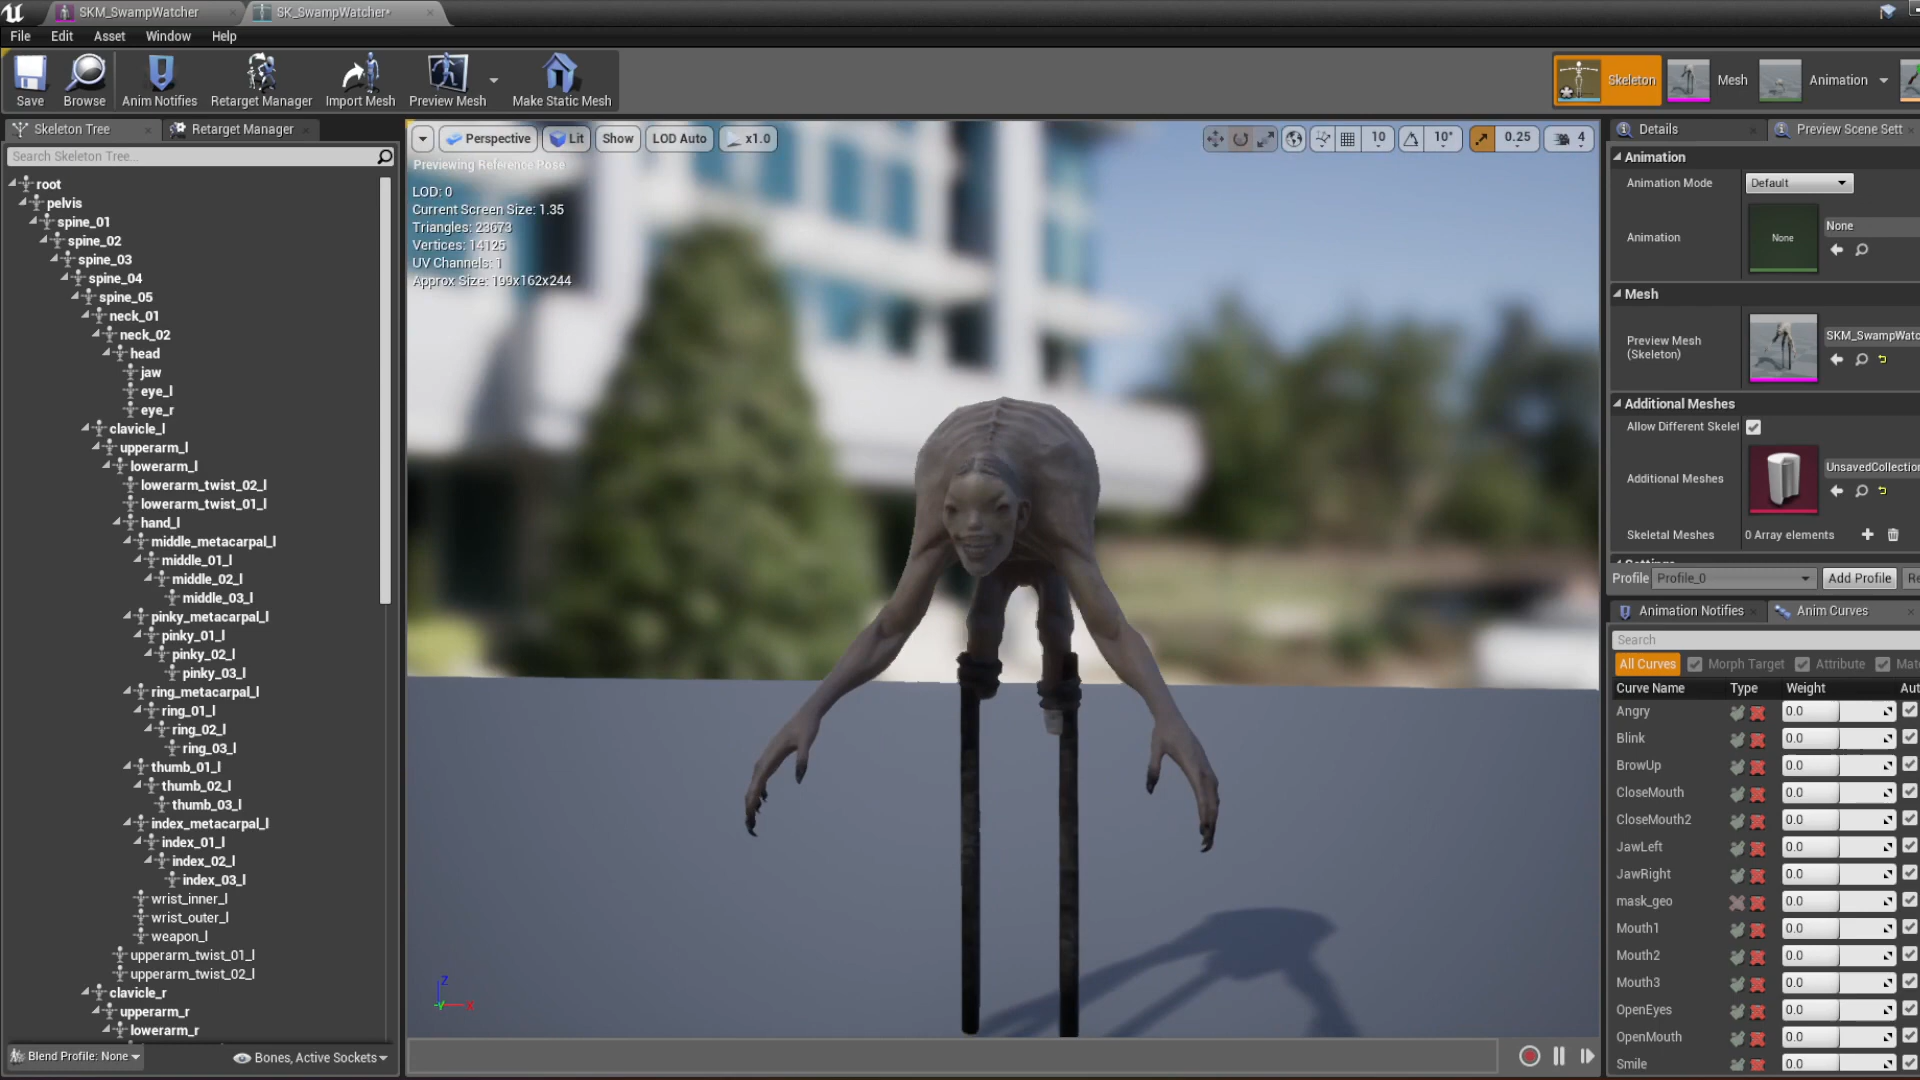 SKM_SwampWatcher
SK_SwampWatcher*
File Edit Asset Window Help
Save
Browse
Anim Notifies
Retarget Manager
Import Mesh
Preview Mesh
Make Static Mesh
Skeleton
Mesh
Animation
Skeleton Tree
Retarget Manager
Search Skeleton Tree...
root
pelvis
spine_01
spine_02
spine_03
spine_04
spine_05
neck_01
neck_02
head
jaw
eye_l
eye_r
clavicle_l
upperarm_l
lowerarm_l
lowerarm_twist_02_l
lowerarm_twist_01_l
hand_l
middle_metacarpal_l
middle_01_l
middle_02_l
middle_03_l
pinky_metacarpal_l
pinky_01_l
pinky_02_l
pinky_03_l
ring_metacarpal_l
ring_01_l
ring_02_l
ring_03_l
thumb_01_l
thumb_02_l
thumb_03_l
index_metacarpal_l
index_01_l
index_02_l
index_03_l
wrist_inner_l
wrist_outer_l
weapon_l
upperarm_twist_01_l
upperarm_twist_02_l
clavicle_r
upperarm_r
lowerarm_r
Blend Profile: None
Bones, Active Sockets
Perspective Lit Show LOD Auto x1.0
10 10° 0.25 4
Previewing Reference Pose
LOD: 0
Current Screen Size: 1.35
Triangles: 23673
Vertices: 14125
UV Channels: 1
Approx Size: 199x162x244
Z
Y X
Details
Preview Scene Sett
Animation
Animation Mode Default
Animation None None
Mesh
Preview Mesh (Skeleton) SKM_SwampWatc
Additional Meshes
Allow Different Skelet
Additional Meshes UnsavedCollection
Skeletal Meshes 0 Array elements
Settings
Profile Profile_0 Add Profile Re
Animation Notifies
Anim Curves
Search
All Curves Morph Target Attribute Mate
Curve Name Type Weight Aut
Angry 0.0
Blink 0.0
BrowUp 0.0
CloseMouth 0.0
CloseMouth2 0.0
JawLeft 0.0
JawRight 0.0
mask_geo 0.0
Mouth1 0.0
Mouth2 0.0
Mouth3 0.0
OpenEyes 0.0
OpenMouth 0.0
Smile 0.0